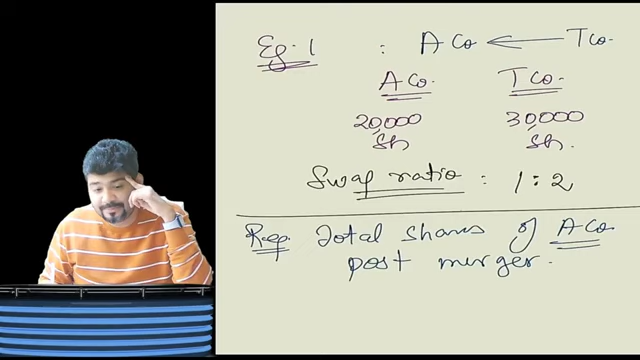 Eg. 1 : A Co ← T Co.
A Co. T Co.
20,000 30,000
Sh Sh.
Swap ratio : 1 : 2
Req. Total shares of A Co.
post merger.